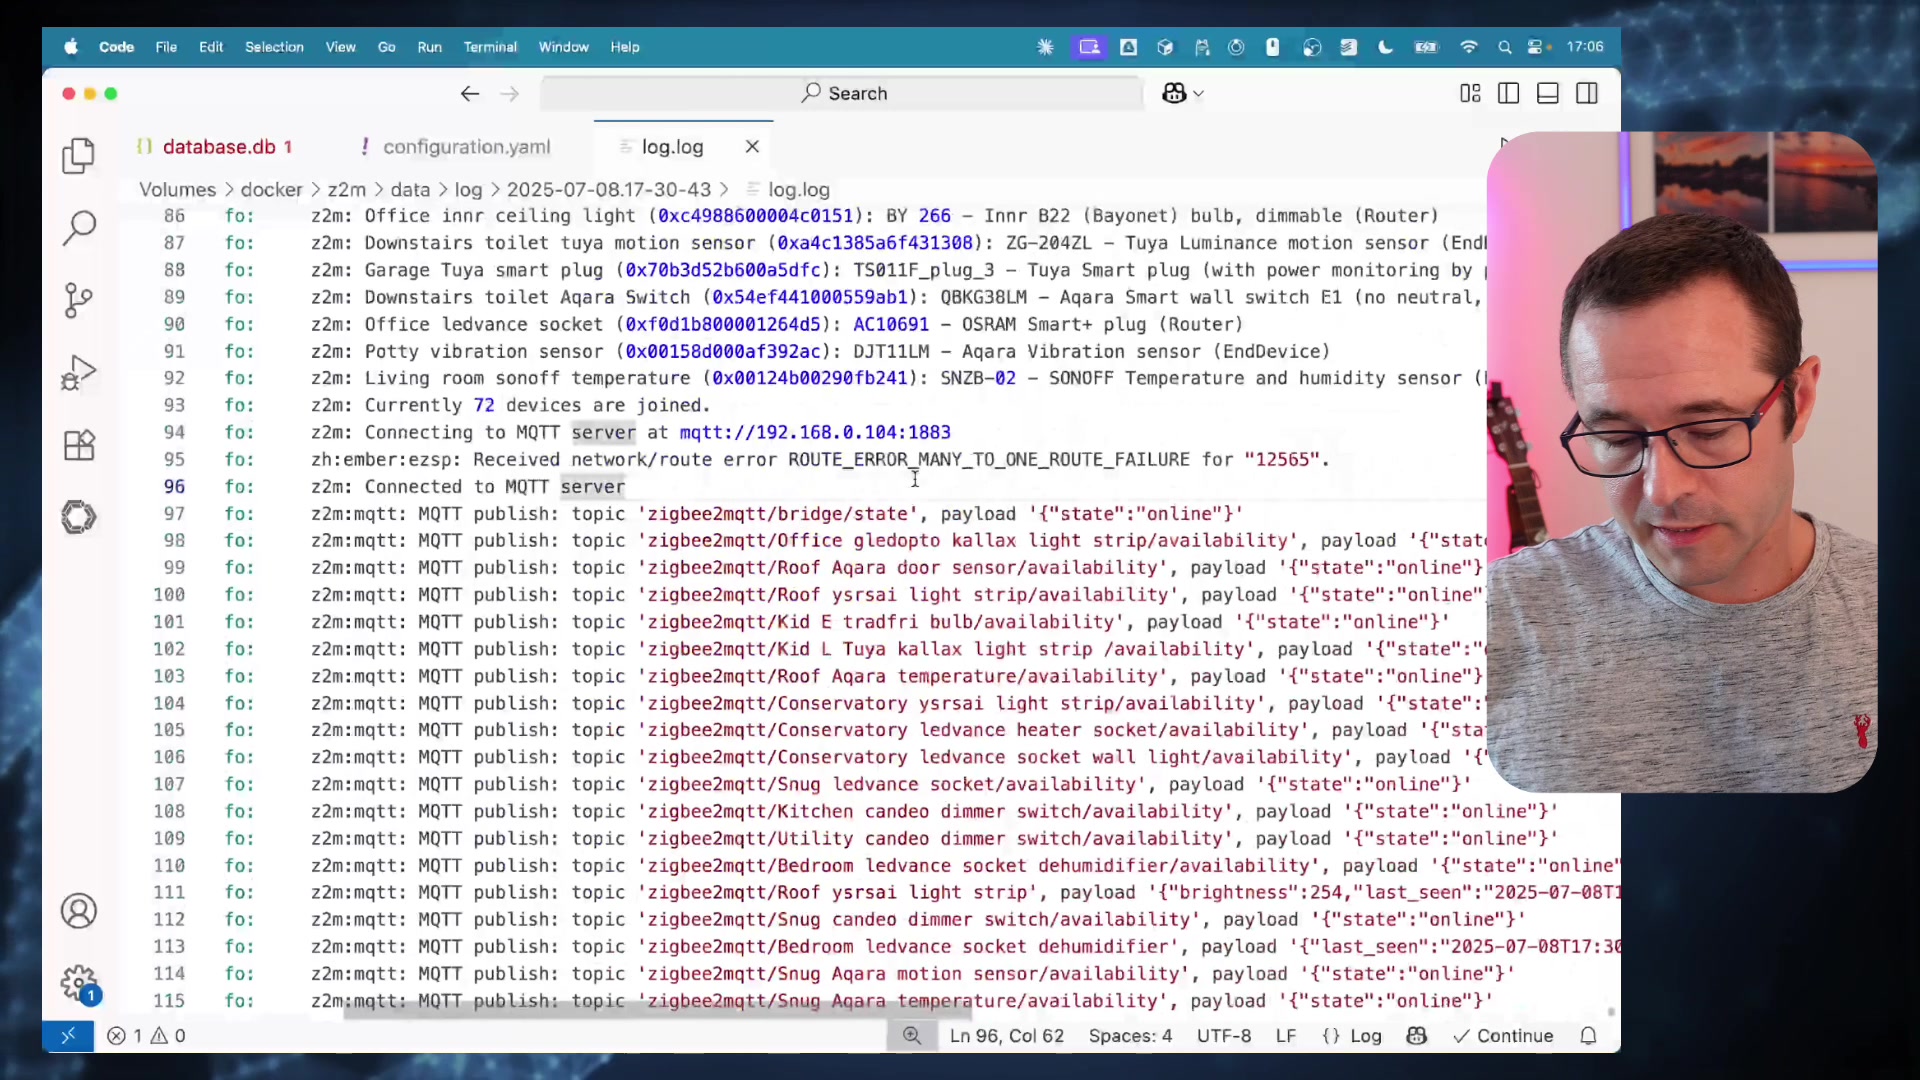 Code File Edit Selection View Go Run Terminal Window Help 17:06
Search
database.db 1 configuration.yaml log.log
Volumes > docker > z2m > data > log > 2025-07-08.17-30-43 > log.log
86 fo: z2m: Office innr ceiling light (0xc4988600004c0151): BY 266 - Innr B22 (Bayonet) bulb, dimmable (Router)
87 fo: z2m: Downstairs toilet tuya motion sensor (0xa4c1385a6f431308): ZG-204ZL - Tuya Luminance motion sensor (End
88 fo: z2m: Garage Tuya smart plug (0x70b3d52b600a5dfc): TS011F_plug_3 - Tuya Smart plug (with power monitoring by
89 fo: z2m: Downstairs toilet Aqara Switch (0x54ef441000559ab1): QBKG38LM - Aqara Smart wall switch E1 (no neutral,
90 fo: z2m: Office ledvance socket (0xf0d1b800001264d5): AC10691 - OSRAM Smart+ plug (Router)
91 fo: z2m: Potty vibration sensor (0x00158d000af392ac): DJT11LM - Aqara Vibration sensor (EndDevice)
92 fo: z2m: Living room sonoff temperature (0x00124b00290fb241): SNZB-02 - SONOFF Temperature and humidity sensor (
93 fo: z2m: Currently 72 devices are joined.
94 fo: z2m: Connecting to MQTT server at mqtt://192.168.0.104:1883
95 fo: zh:ember:ezsp: Received network/route error ROUTE_ERROR_MANY_TO_ONE_ROUTE_FAILURE for "12565".
96 fo: z2m: Connected to MQTT server
97 fo: z2m:mqtt: MQTT publish: topic 'zigbee2mqtt/bridge/state', payload '{"state":"online"}'
98 fo: z2m:mqtt: MQTT publish: topic 'zigbee2mqtt/Office gledopto kallax light strip/availability', payload '{"stat
99 fo: z2m:mqtt: MQTT publish: topic 'zigbee2mqtt/Roof Aqara door sensor/availability', payload '{"state":"online"}
100 fo: z2m:mqtt: MQTT publish: topic 'zigbee2mqtt/Roof ysrsai light strip/availability', payload '{"state":"online"
101 fo: z2m:mqtt: MQTT publish: topic 'zigbee2mqtt/Kid E tradfri bulb/availability', payload '{"state":"online"}'
102 fo: z2m:mqtt: MQTT publish: topic 'zigbee2mqtt/Kid L Tuya kallax light strip /availability', payload '{"state":"
103 fo: z2m:mqtt: MQTT publish: topic 'zigbee2mqtt/Roof Aqara temperature/availability', payload '{"state":"online"}
104 fo: z2m:mqtt: MQTT publish: topic 'zigbee2mqtt/Conservatory ysrsai light strip/availability', payload '{"state":
105 fo: z2m:mqtt: MQTT publish: topic 'zigbee2mqtt/Conservatory ledvance heater socket/availability', payload '{"sta
106 fo: z2m:mqtt: MQTT publish: topic 'zigbee2mqtt/Conservatory ledvance socket wall light/availability', payload '{"
107 fo: z2m:mqtt: MQTT publish: topic 'zigbee2mqtt/Snug ledvance socket/availability', payload '{"state":"online"}'
108 fo: z2m:mqtt: MQTT publish: topic 'zigbee2mqtt/Kitchen candeo dimmer switch/availability', payload '{"state":"online"}'
109 fo: z2m:mqtt: MQTT publish: topic 'zigbee2mqtt/Utility candeo dimmer switch/availability', payload '{"state":"online"}'
110 fo: z2m:mqtt: MQTT publish: topic 'zigbee2mqtt/Bedroom ledvance socket dehumidifier/availability', payload '{"state":"online"
111 fo: z2m:mqtt: MQTT publish: topic 'zigbee2mqtt/Roof ysrsai light strip', payload '{"brightness":254,"last_seen":"2025-07-08T1
112 fo: z2m:mqtt: MQTT publish: topic 'zigbee2mqtt/Snug candeo dimmer switch/availability', payload '{"state":"online"}'
113 fo: z2m:mqtt: MQTT publish: topic 'zigbee2mqtt/Bedroom ledvance socket dehumidifier', payload '{"last_seen":"2025-07-08T17:30
114 fo: z2m:mqtt: MQTT publish: topic 'zigbee2mqtt/Snug Aqara motion sensor/availability', payload '{"state":"online"}'
115 fo: z2m:mqtt: MQTT publish: topic 'zigbee2mqtt/Snug Aqara temperature/availability', payload '{"state":"online"}'
1
1 0 Ln 96, Col 62 Spaces: 4 UTF-8 LF {} Log Continue